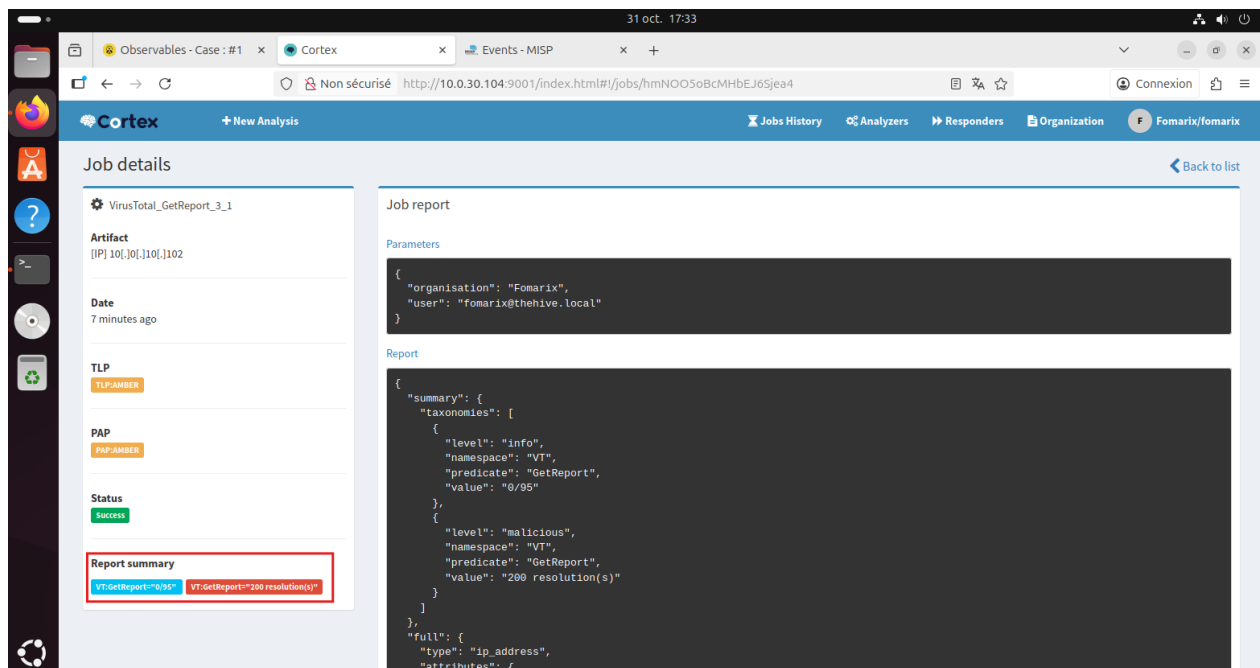 31 oct. 17:33
Observables - Case : #1
Cortex
Events - MISP
Non sécurisé http://10.0.30.104:9001/index.html#!/jobs/hmNOO5oBcMHbEJ6Sjea4
Connexion
Cortex
+ New Analysis
Jobs History
Analyzers
Responders
Organization
F
Fomarix/fomarix
Job details
Back to list
VirusTotal_GetReport_3_1
Artifact
[IP] 10[.]0[.]10[.]102
Date
7 minutes ago
TLP
TLP:AMBER
PAP
PAP:AMBER
Status
Success
Report summary
VT:GetReport="0/95" VT:GetReport="200 resolution(s)"
Job report
Parameters
{
"organisation": "Fomarix",
"user": "fomarix@thehive.local"
}
Report
{
"summary": {
"taxonomies": [
{
"level": "info",
"namespace": "VT",
"predicate": "GetReport",
"value": "0/95"
},
{
"level": "malicious",
"namespace": "VT",
"predicate": "GetReport",
"value": "200 resolution(s)"
}
]
},
"full": {
"type": "ip_address",
"attributes": {